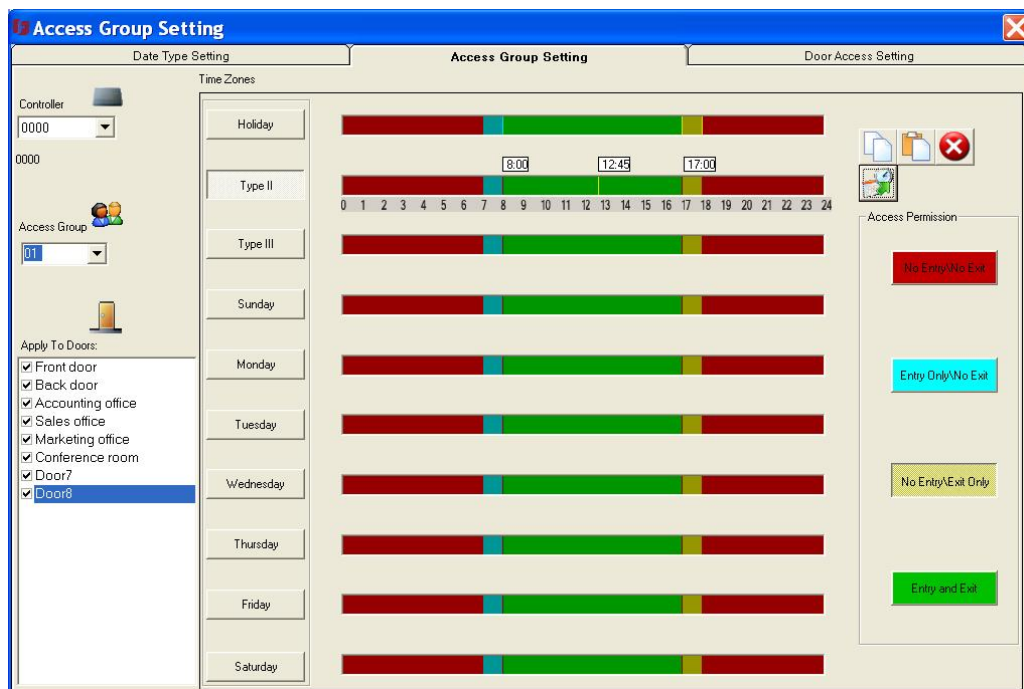 Access Group Setting
Date Type Setting
Access Group Setting
Door Access Setting
Time Zones
Controller
0000
0000
Access Group
01
Apply To Doors:
Front door
Back door
Accounting office
Sales office
Marketing office
Conference room
Door7
Door8
Holiday
8:00 12:45 17:00
Type II
0 1 2 3 4 5 6 7 8 9 10 11 12 13 14 15 16 17 18 19 20 21 22 23 24
Type III
Sunday
Monday
Tuesday
Wednesday
Thursday
Friday
Saturday
Access Permission
No Entry\No Exit
Entry Only\No Exit
No Entry\Exit Only
Entry and Exit